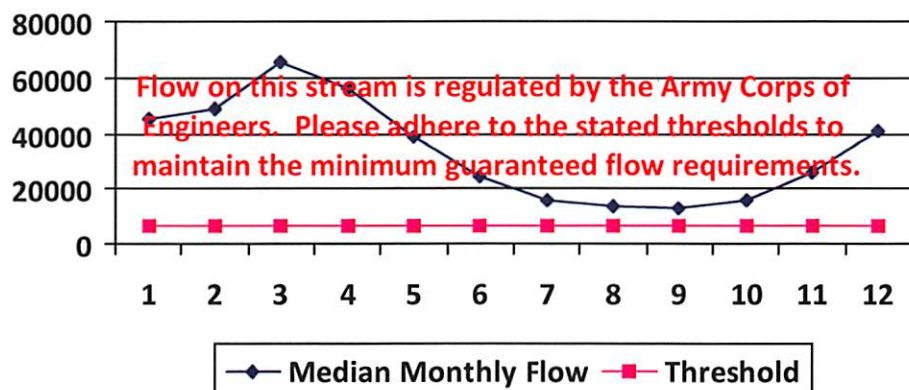 80000
60000
40000
20000
0
Flow on this stream is regulated by the Army Corps of
Engineers. Please adhere to the stated thresholds to
maintain the minimum guaranteed flow requirements.
1 2 3 4 5 6 7 8 9 10 11 12
Median Monthly Flow Threshold